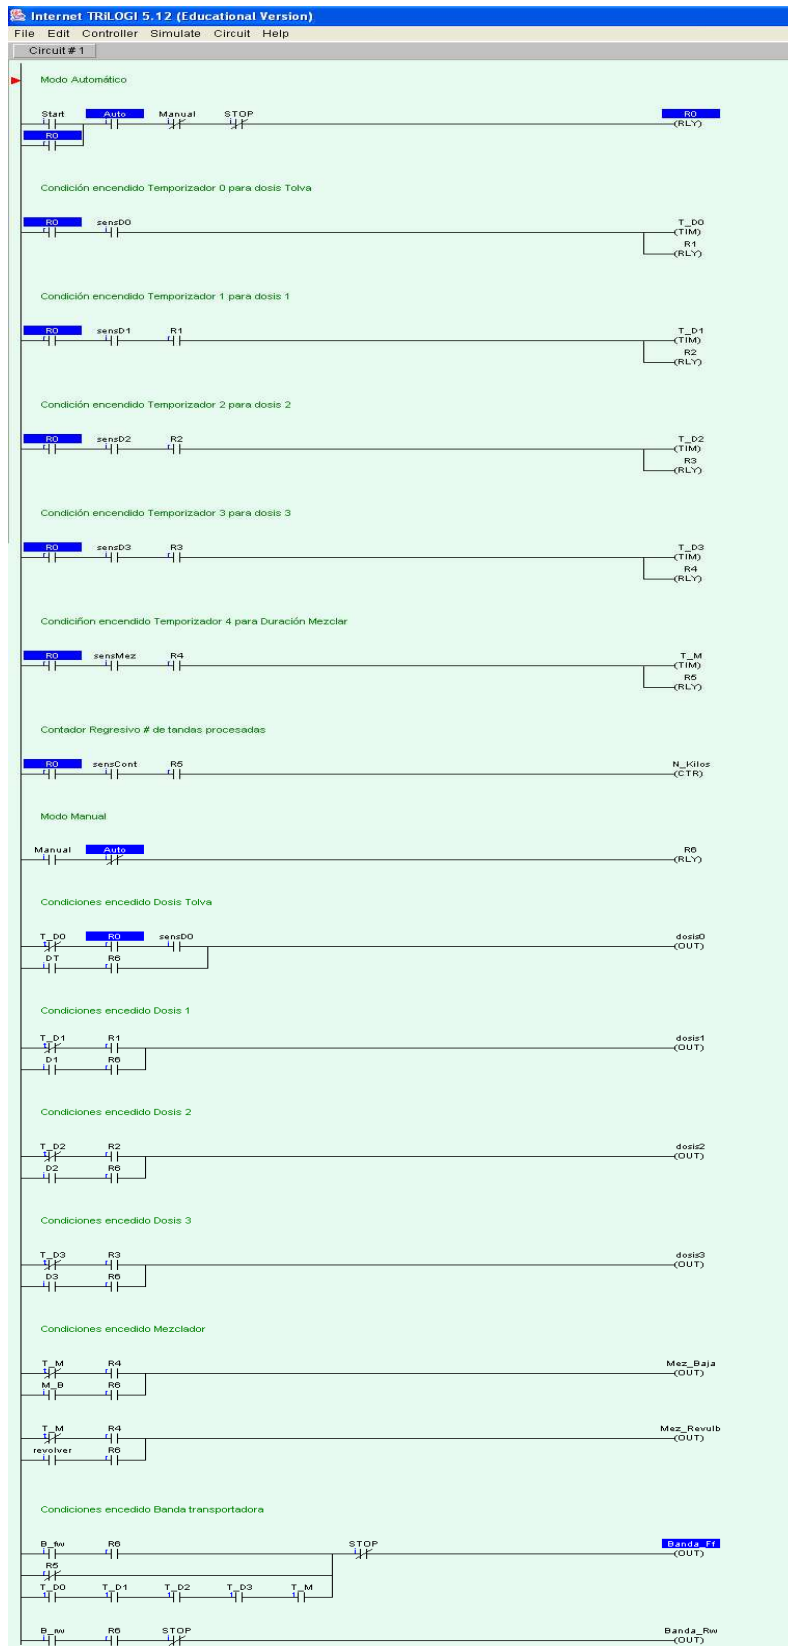 Internet TRiLOGI 5.12 (Educational Version)
File Edit Controller Simulate Circuit Help
Circuit # 1
Modo Automático
Start Auto Manual STOP R0
(RLY)
R0
Condición encendido Temporizador 0 para dosis Tolva
R0 sensD0 T_D0
(TIM)
R1
(RLY)
Condición encendido Temporizador 1 para dosis 1
R0 sensD1 R1 T_D1
(TIM)
R2
(RLY)
Condición encendido Temporizador 2 para dosis 2
R0 sensD2 R2 T_D2
(TIM)
R3
(RLY)
Condición encendido Temporizador 3 para dosis 3
R0 sensD3 R3 T_D3
(TIM)
R4
(RLY)
Condiciñon encendido Temporizador 4 para Duración Mezclar
R0 sensMez R4 T_M
(TIM)
R5
(RLY)
Contador Regresivo # de tandas procesadas
R0 sensCont R5 N_Kilos
(CTR)
Modo Manual
Manual Auto R6
(RLY)
Condiciones encedido Dosis Tolva
T_D0 R0 sensD0 dosis0
(OUT)
DT R6
Condiciones encedido Dosis 1
T_D1 R1 dosis1
(OUT)
D1 R6
Condiciones encedido Dosis 2
T_D2 R2 dosis2
(OUT)
D2 R6
Condiciones encedido Dosis 3
T_D3 R3 dosis3
(OUT)
D3 R6
Condiciones encedido Mezclador
T_M R4 Mez_Baja
(OUT)
M_B R6
T_M R4 Mez_Revulb
(OUT)
revolver R6
Condiciones encedido Banda transportadora
B_fw R6 STOP Banda_Ff
(OUT)
R5
T_D0 T_D1 T_D2 T_D3 T_M
B_rw R6 STOP Banda_Rw
(OUT)